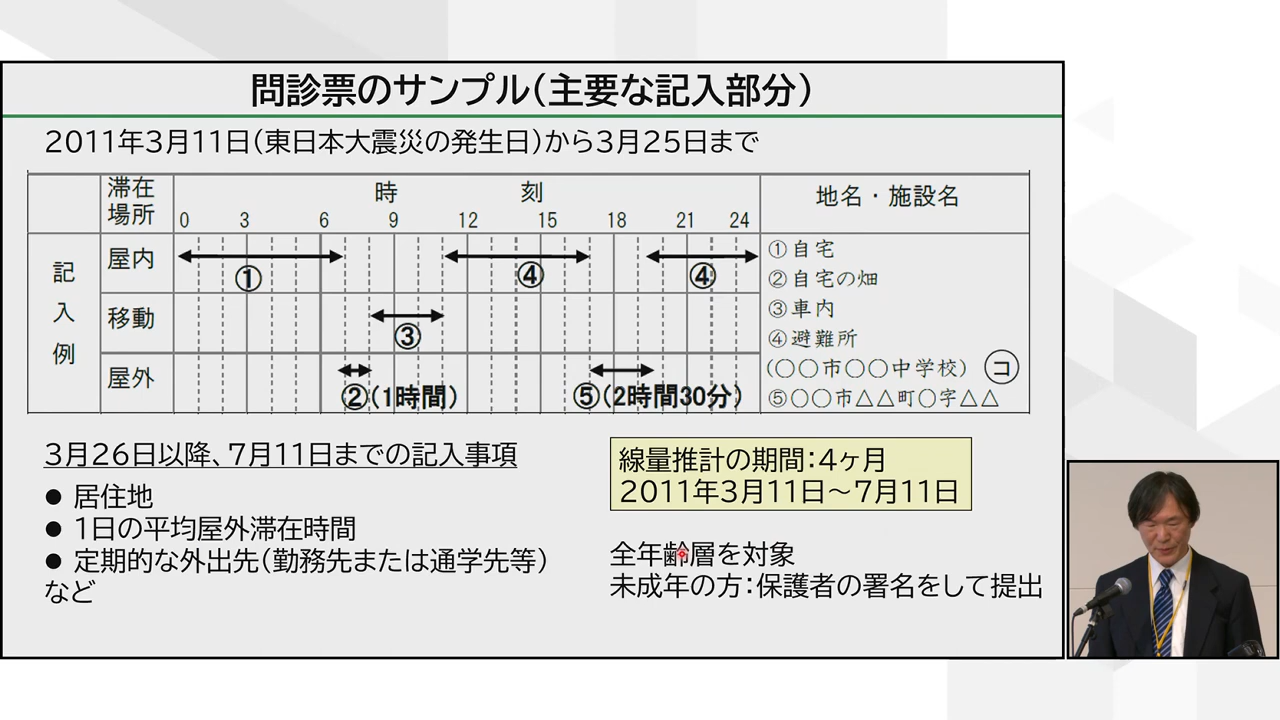 問診票のサンプル（主要な記入部分）
2011年3月11日（東日本大震災の発生日）から3月25日まで
滞在場所 時刻 地名・施設名
0 3 6 9 12 15 18 21 24
記入例
屋内 ① ④ ④
移動 ③
屋外 ②（1時間） ⑤（2時間30分）
①自宅
②自宅の畑
③車内
④避難所
（〇〇市〇〇中学校） コ
⑤〇〇市△△町〇字△△
3月26日以降、7月11日までの記入事項
● 居住地
● 1日の平均屋外滞在時間
● 定期的な外出先（勤務先または通学先等）
など
線量推計の期間：4ヶ月
2011年3月11日～7月11日
全年齢層を対象
未成年の方：保護者の署名をして提出